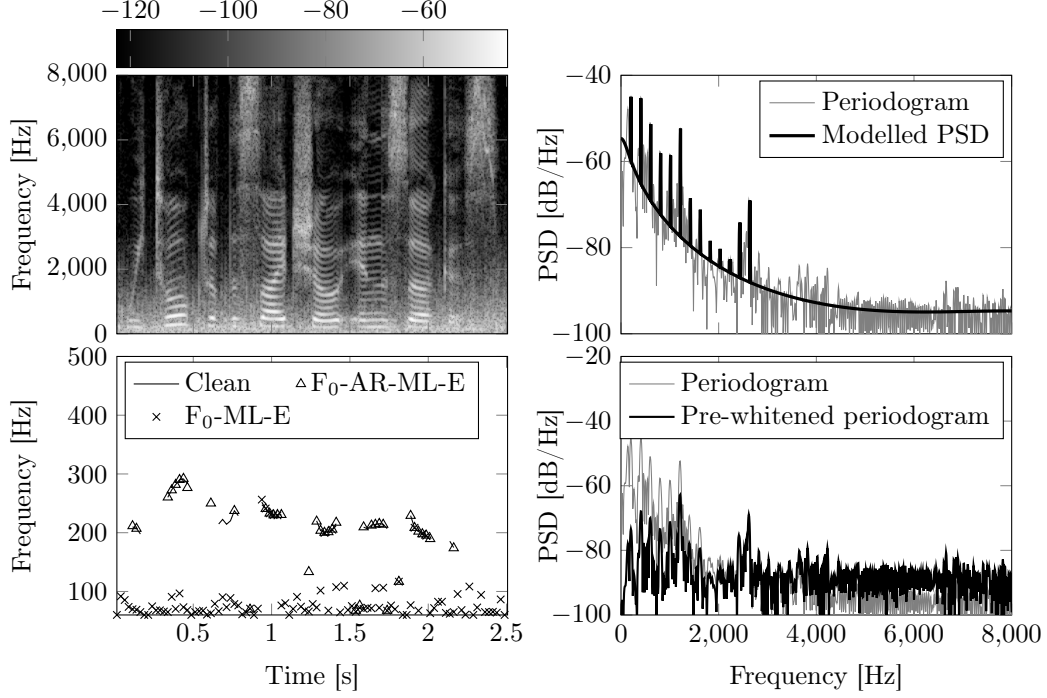 −120 −100 −80 −60
8,000
6,000
4,000
2,000
0
Frequency [Hz]
−40
−60
−80
−100
PSD [dB/Hz]
Periodogram
Modelled PSD
500
400
300
200
100
Frequency [Hz]
Clean
F₀-AR-ML-E
F₀-ML-E
0.5 1 1.5 2 2.5
Time [s]
−20
−40
−60
−80
−100
PSD [dB/Hz]
Periodogram
Pre-whitened periodogram
0 2,000 4,000 6,000 8,000
Frequency [Hz]